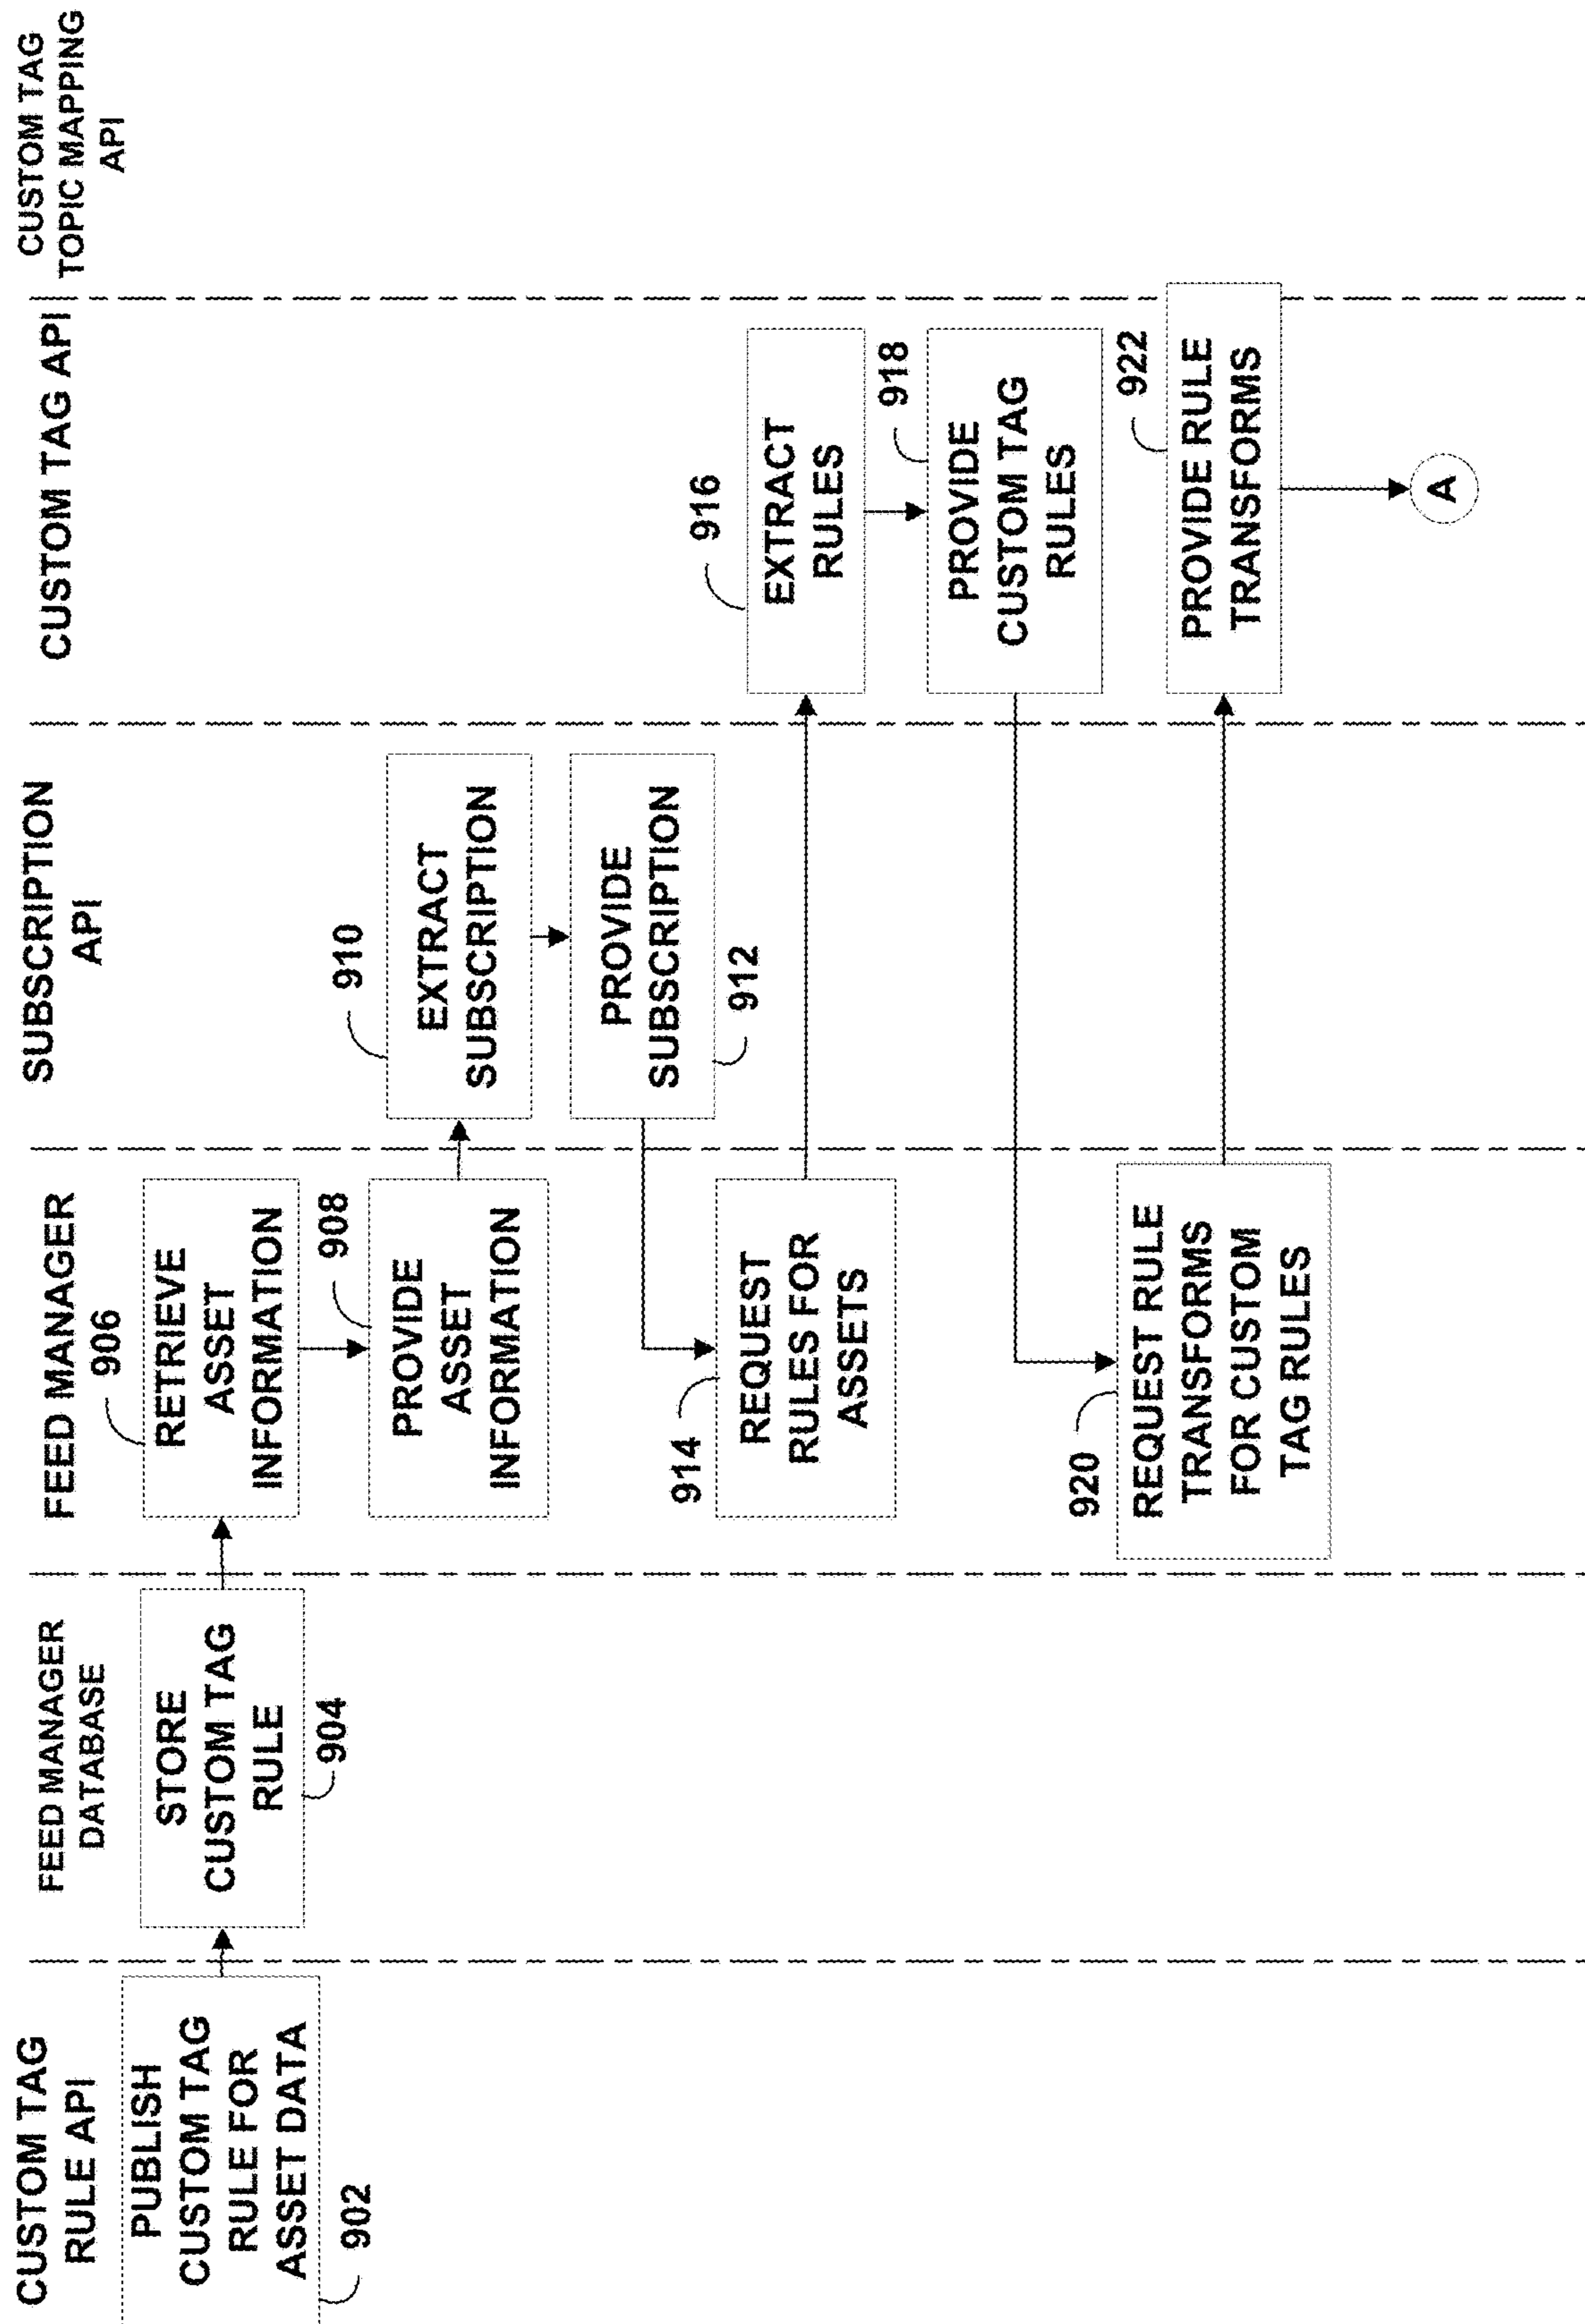 CUSTOM TAG
RULE API
FEED MANAGER
DATABASE
FEED MANAGER
SUBSCRIPTION
API
CUSTOM TAG API
CUSTOM TAG
TOPIC MAPPING
API
PUBLISH
CUSTOM TAG
RULE FOR
ASSET DATA
902
STORE
CUSTOM TAG
RULE
904
906
RETRIEVE
ASSET
INFORMATION
908
PROVIDE
ASSET
INFORMATION
910
EXTRACT
SUBSCRIPTION
PROVIDE
SUBSCRIPTION
912
914
REQUEST
RULES FOR
ASSETS
916
EXTRACT
RULES
918
PROVIDE
CUSTOM TAG
RULES
920
REQUEST RULE
TRANSFORMS
FOR CUSTOM
TAG RULES
922
PROVIDE RULE
TRANSFORMS
A